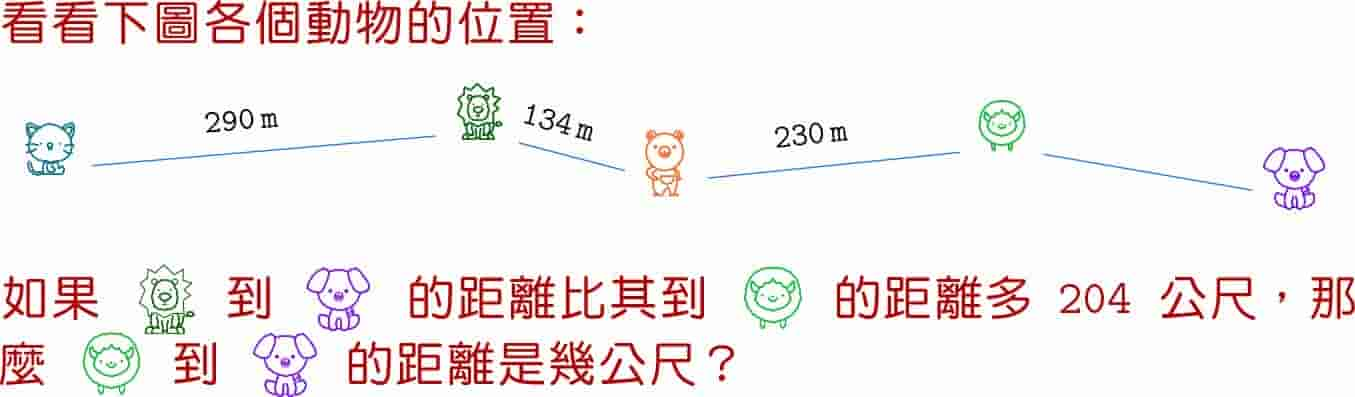 看看下圖各個動物的位置：
290 m
134 m
230 m
如果 到 的距離比其到 的距離多 204 公尺，那
麼 到 的距離是幾公尺？